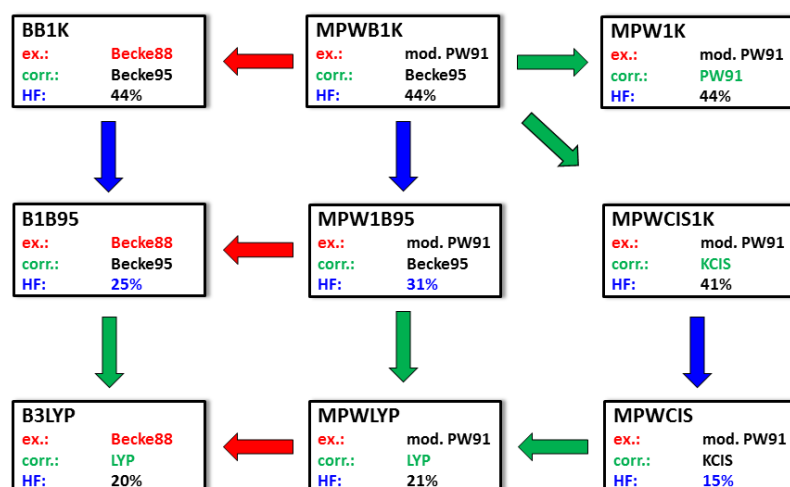 BB1K
ex.: Becke88
corr.: Becke95
HF: 44%
MPWB1K
ex.: mod. PW91
corr.: Becke95
HF: 44%
MPW1K
ex.: mod. PW91
corr.: PW91
HF: 44%
B1B95
ex.: Becke88
corr.: Becke95
HF: 25%
MPW1B95
ex.: mod. PW91
corr.: Becke95
HF: 31%
MPWCIS1K
ex.: mod. PW91
corr.: KCIS
HF: 41%
B3LYP
ex.: Becke88
corr.: LYP
HF: 20%
MPWLYP
ex.: mod. PW91
corr.: LYP
HF: 21%
MPWCIS
ex.: mod. PW91
corr.: KCIS
HF: 15%